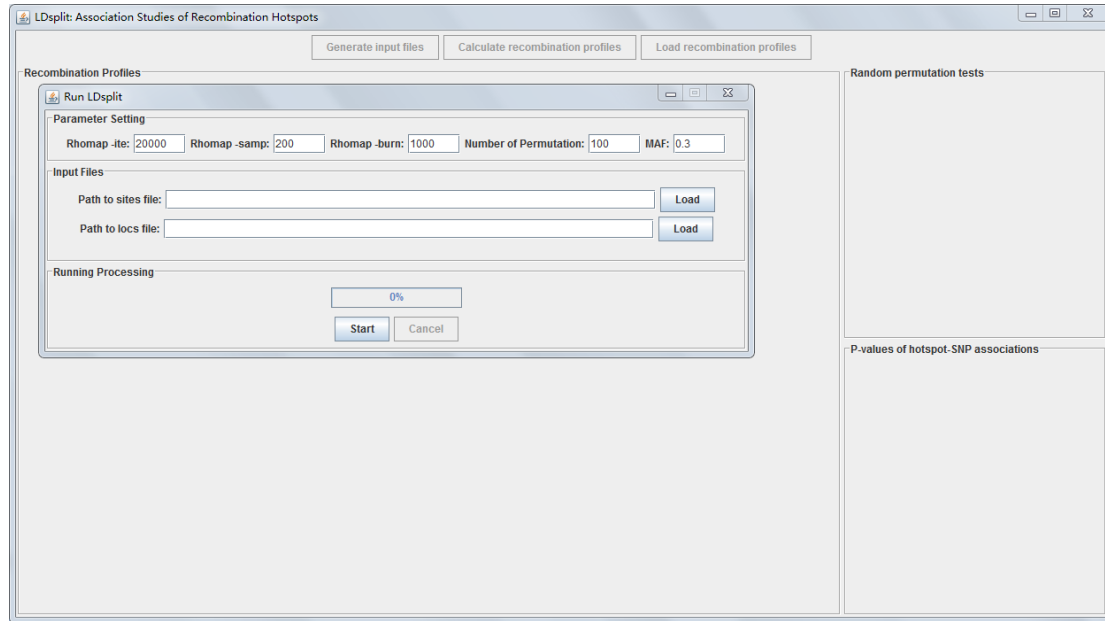 LDsplit: Association Studies of Recombination Hotspots
Generate input files Calculate recombination profiles Load recombination profiles
Recombination Profiles
Random permutation tests
Run LDsplit
Parameter Setting
Rhomap -ite: 20000 Rhomap -samp: 200 Rhomap -burn: 1000 Number of Permutation: 100 MAF: 0.3
Input Files
Path to sites file: Load
Path to locs file: Load
Running Processing
0%
Start Cancel
P-values of hotspot-SNP associations